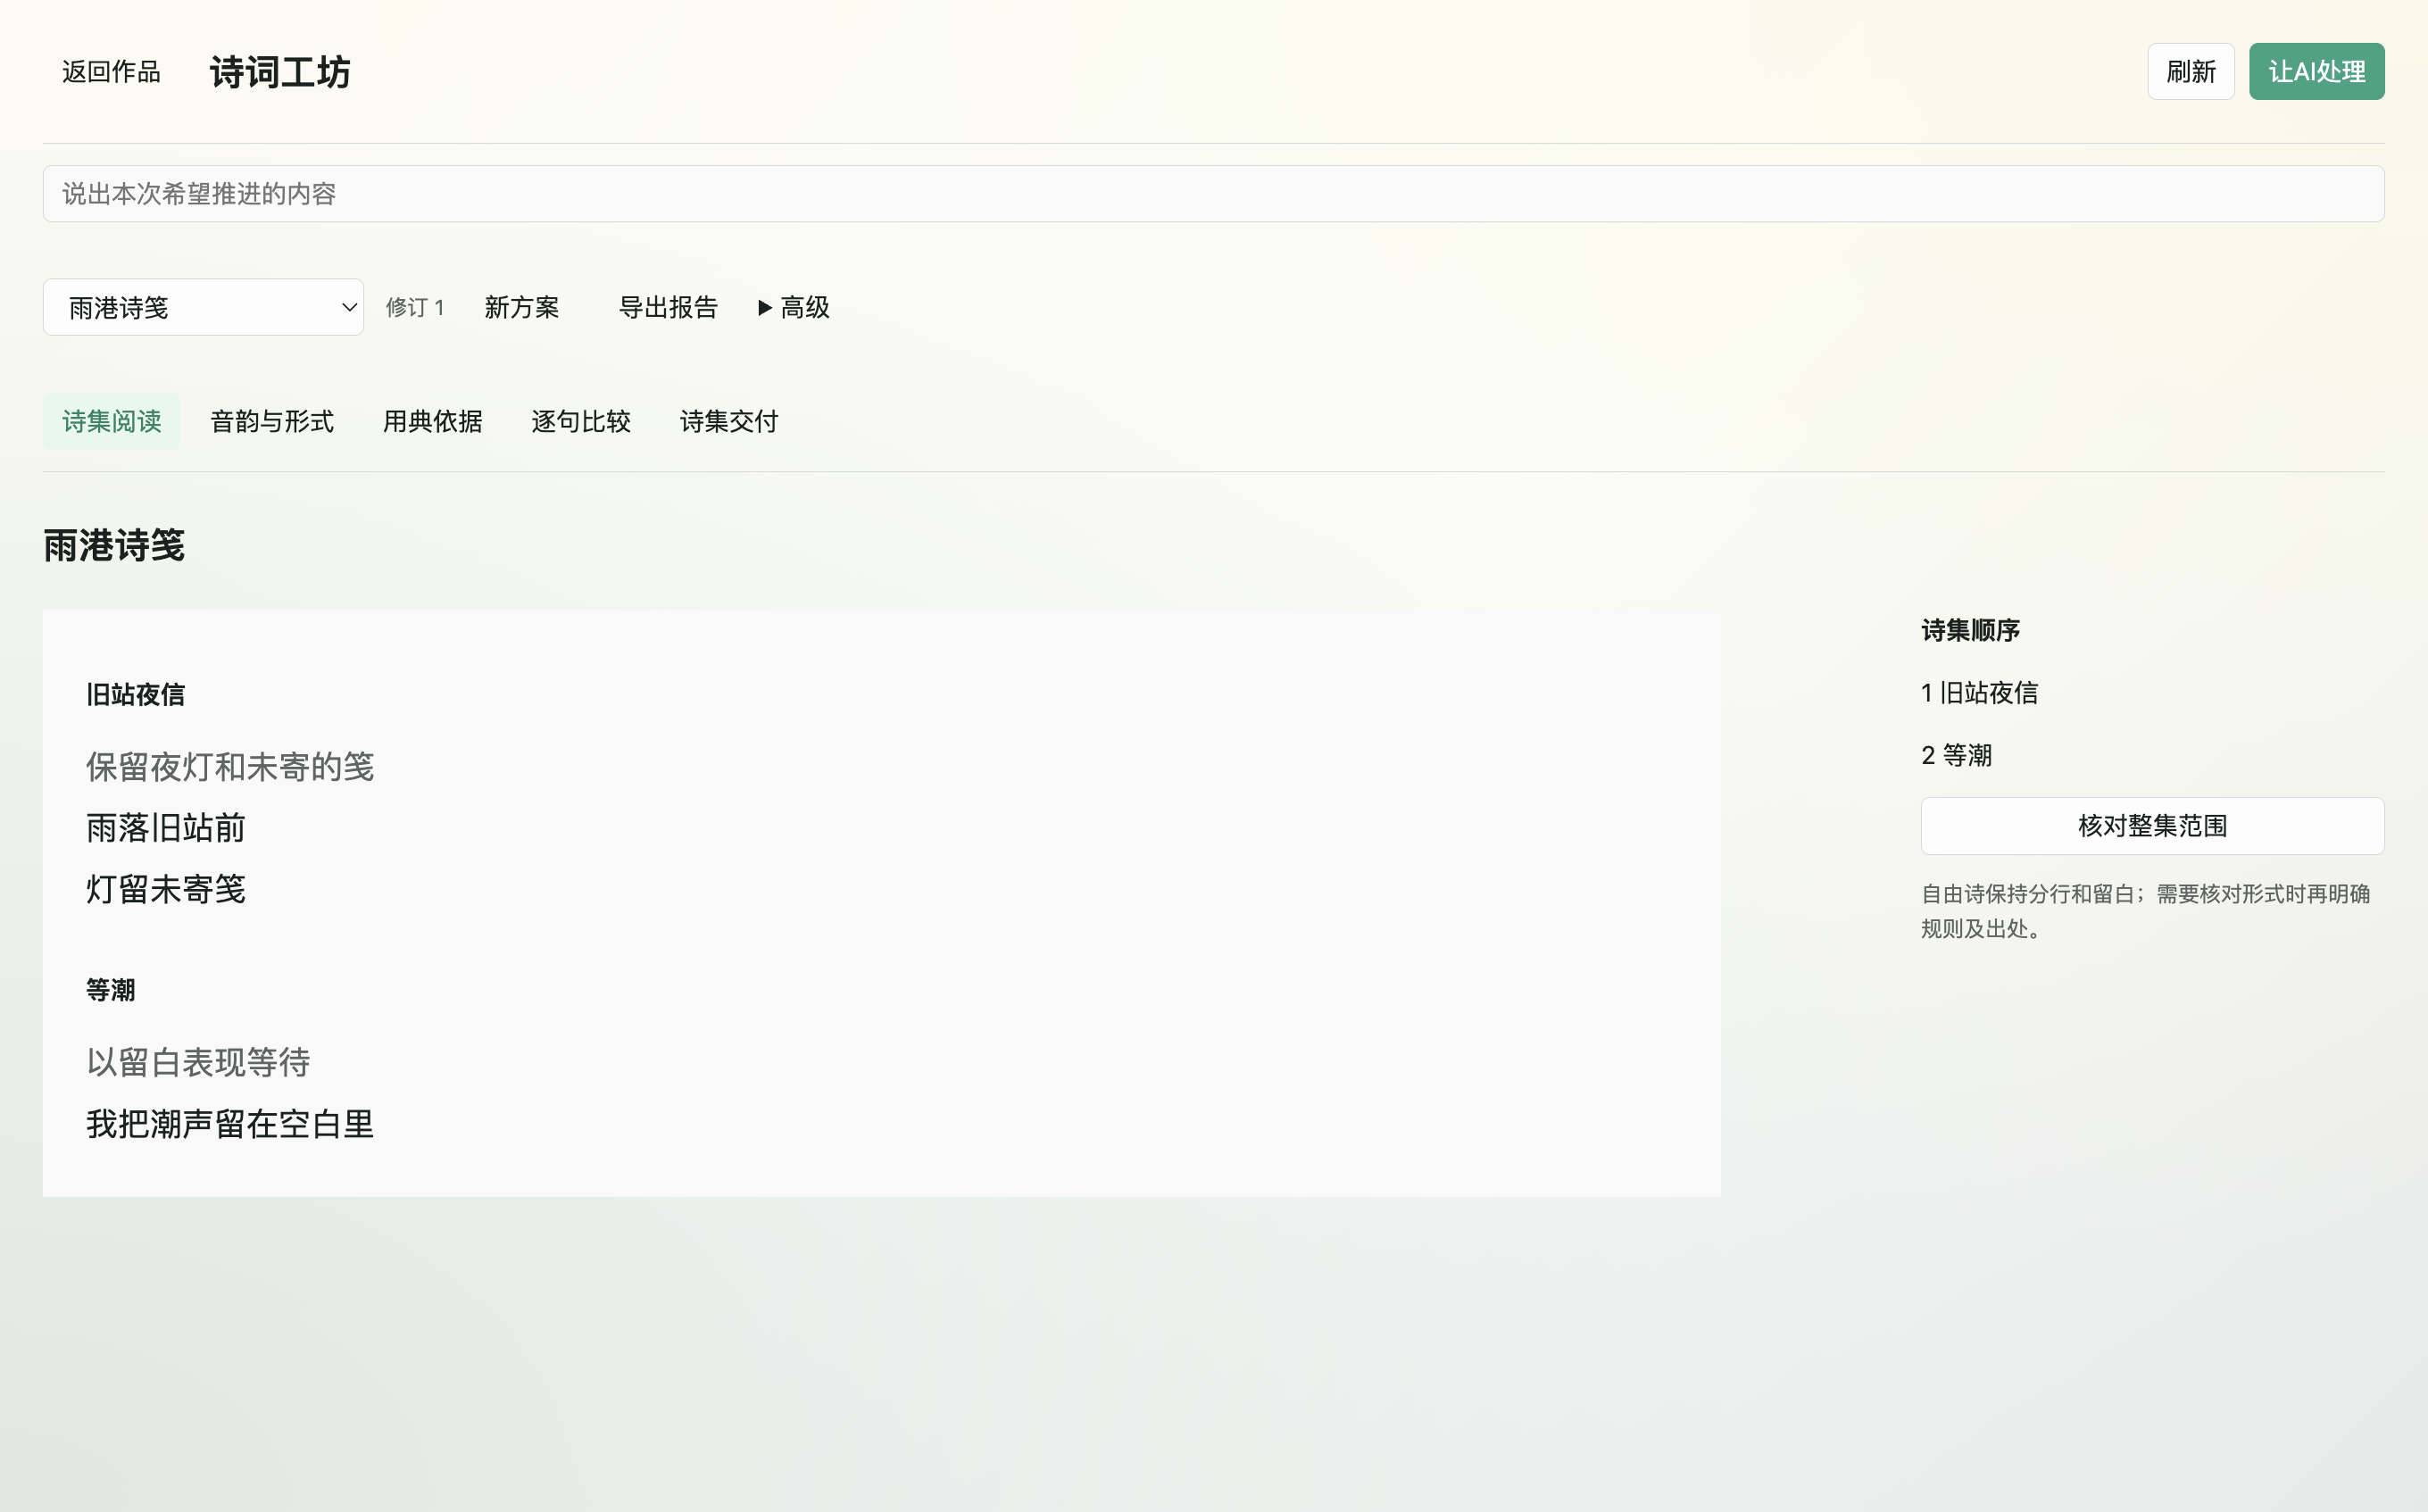 返回作品
诗词工坊
刷新
让AI处理
说出本次希望推进的内容
雨港诗笺
修订 1
新方案
导出报告
▶ 高级
诗集阅读
音韵与形式
用典依据
逐句比较
诗集交付
雨港诗笺
旧站夜信
保留夜灯和未寄的笺
雨落旧站前
灯留未寄笺
等潮
以留白表现等待
我把潮声留在空白里
诗集顺序
1 旧站夜信
2 等潮
核对整集范围
自由诗保持分行和留白；需要核对形式时再明确
规则及出处。